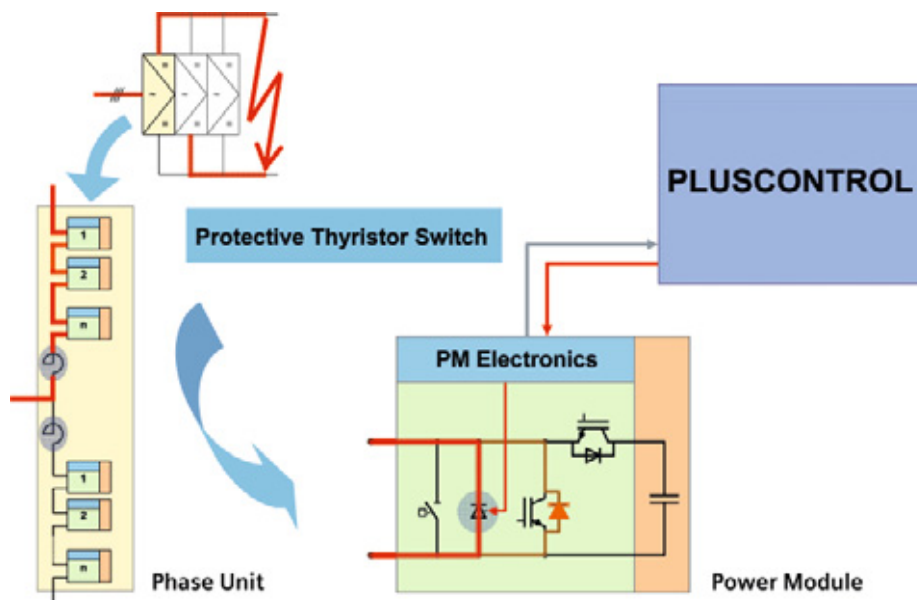 PLUSCONTROL
Protective Thyristor Switch
1
2
n
PM Electronics
1
2
n
Phase Unit
Power Module